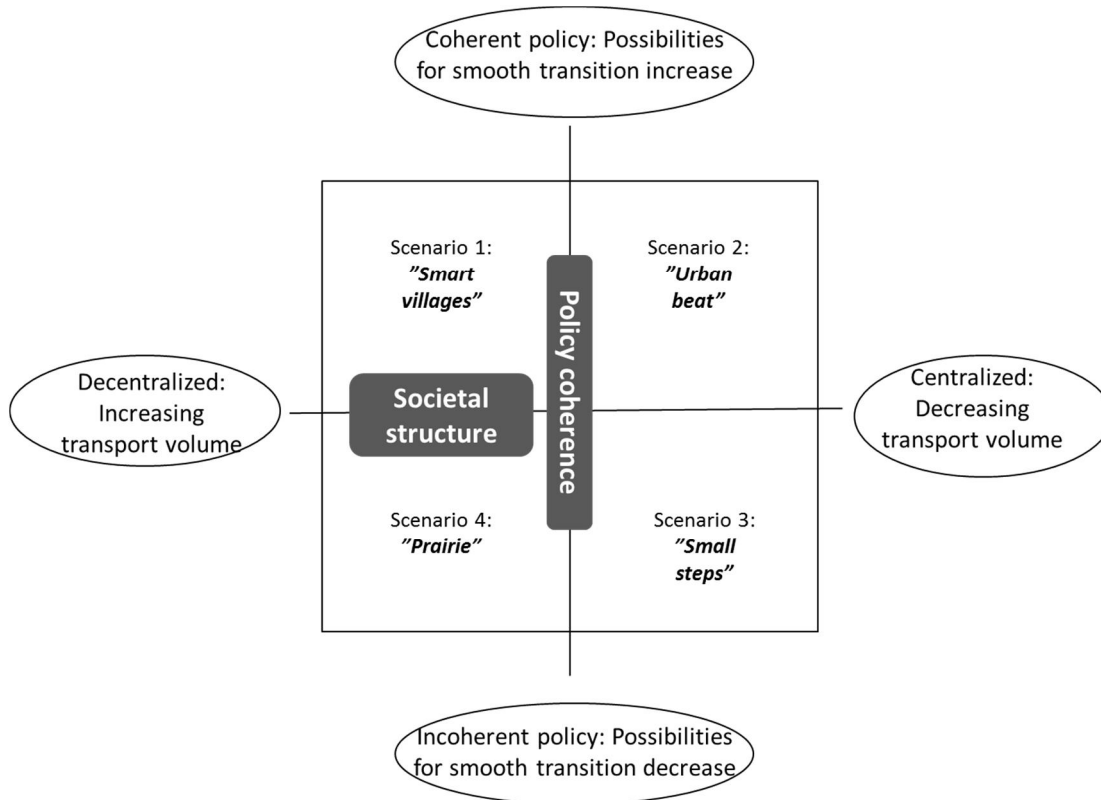 Coherent policy: Possibilities
for smooth transition increase
Scenario 1:
”Smart
villages”
Scenario 2:
”Urban
beat”
Policy coherence
Decentralized:
Increasing
transport volume
Societal
structure
Centralized:
Decreasing
transport volume
Scenario 4:
”Prairie”
Scenario 3:
”Small
steps”
Incoherent policy: Possibilities
for smooth transition decrease